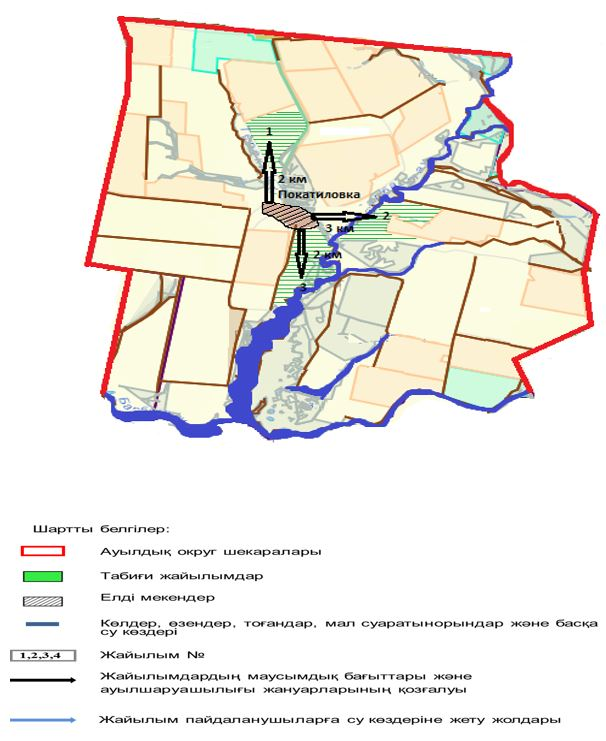 1
2 км
Покатиловка
2
3 км
2 км
3
Шартты белгілер:
Ауылдық округ шекаралары
Табиғи жайылымдар
Елді мекендер
Көлдер, өзендер, тоғандар, мал суаратынорындар және басқа
су көздері
1,2,3,4 Жайылым №
Жайылымдардың маусымдық бағыттары және
ауылшаруашылығы жануарларының қозғалуы
Жайылым пайдаланушыларға су көздеріне жету жолдары